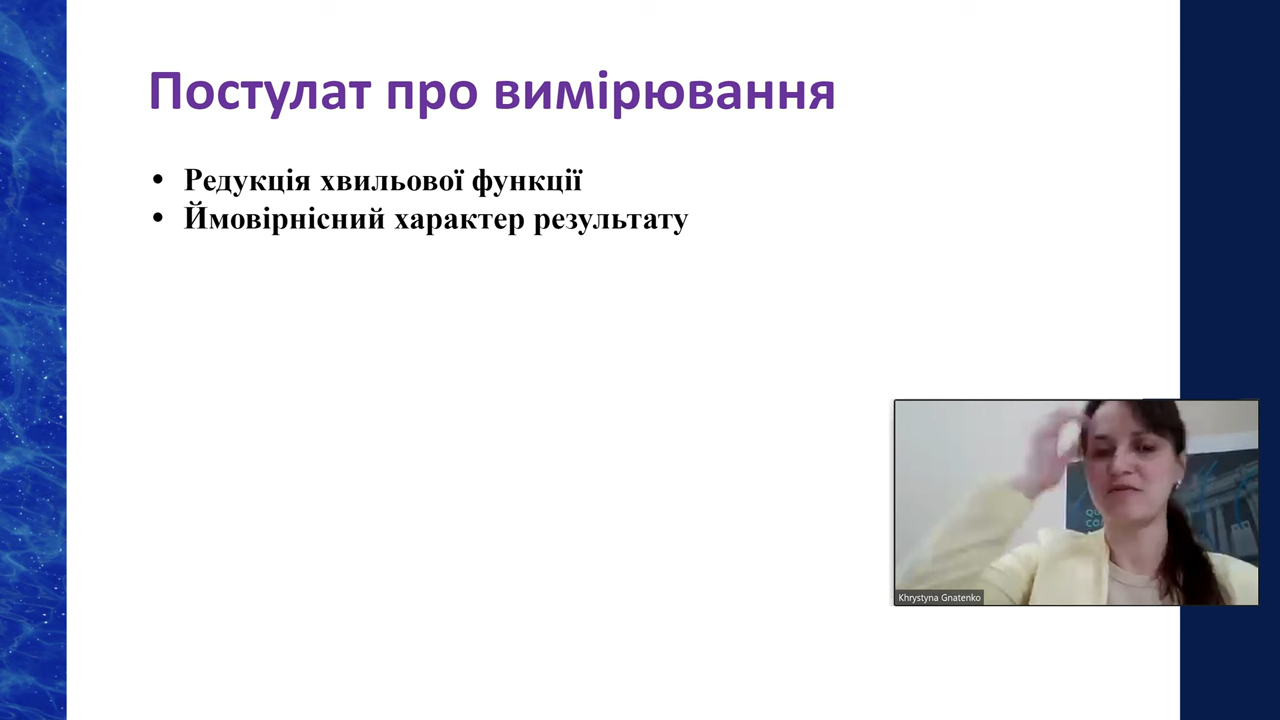 Постулат про вимірювання
• Редукція хвильової функції
• Ймовірнісний характер результату
Khrystyna Gnatenko